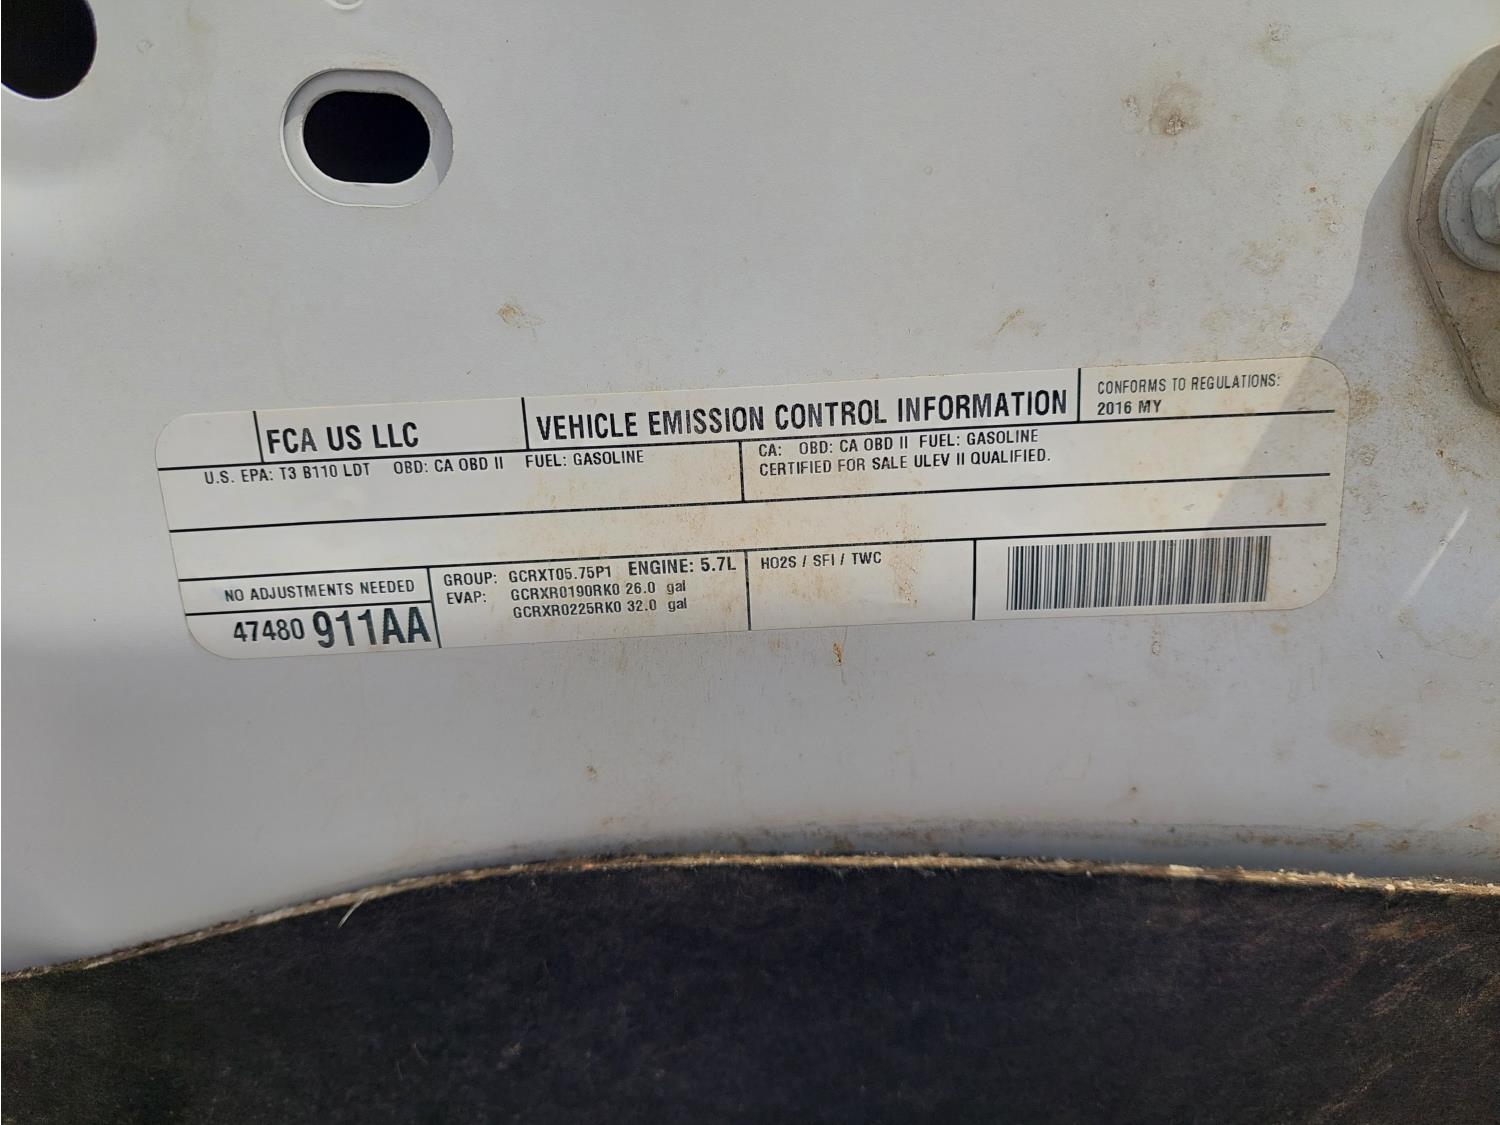 FCA US LLC
VEHICLE EMISSION CONTROL INFORMATION
CONFORMS TO REGULATIONS:
2016 MY
U.S. EPA: T3 B110 LDT OBD: CA OBD II FUEL: GASOLINE
CA: OBD: CA OBD II FUEL: GASOLINE
CERTIFIED FOR SALE ULEV II QUALIFIED.
NO ADJUSTMENTS NEEDED
47480 911AA
GROUP: GCRXT05.75P1 ENGINE: 5.7L
EVAP: GCRXR0190RK0 26.0 gal
GCRXR0225RK0 32.0 gal
HO2S / SFI / TWC